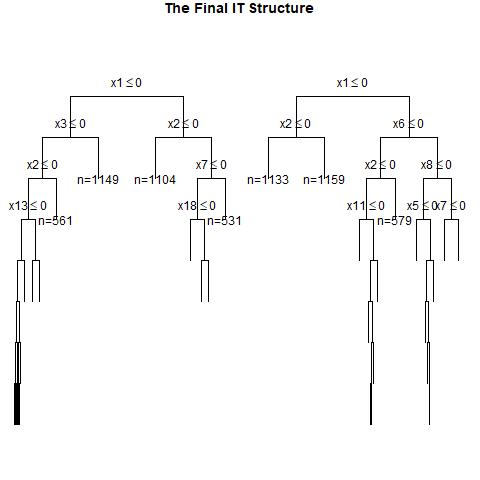 The Final IT Structure
x1 ≤ 0 x1 ≤ 0
x3 ≤ 0 x2 ≤ 0 x2 ≤ 0 x6 ≤ 0
x2 ≤ 0 n=1149 n=1104 x7 ≤ 0 n=1133 n=1159 x2 ≤ 0 x8 ≤ 0
x13 ≤ 0 n=561 x18 ≤ 0 n=531 x11 ≤ 0 n=579 x5 ≤ 0 x7 ≤ 0